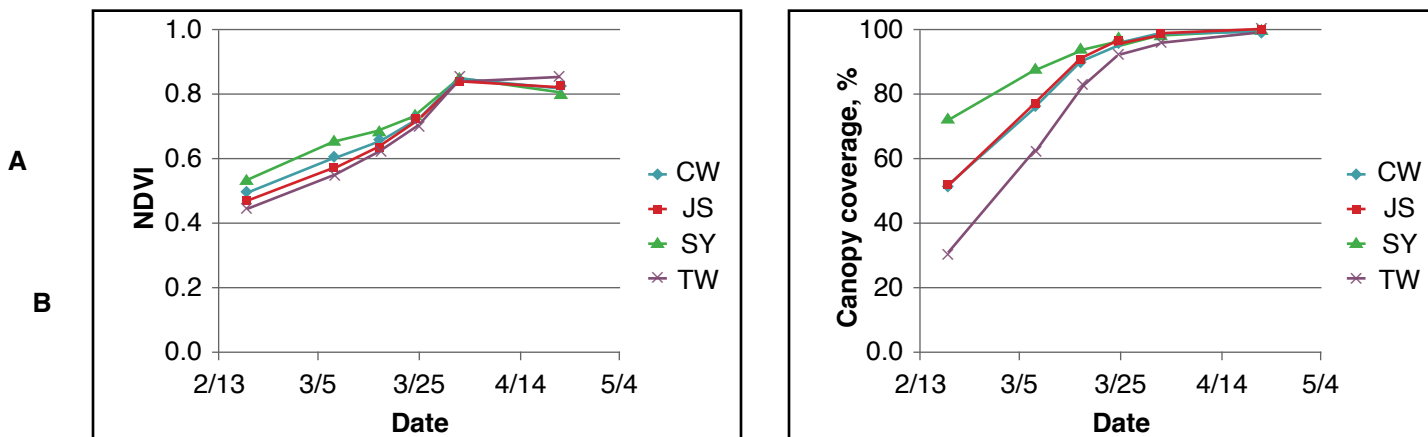 A
B
NDVI
1.0
0.8
0.6
0.4
0.2
0.0
2/13 3/5 3/25 4/14 5/4
Date
CW
JS
SY
TW
Canopy coverage, %
100
80
60
40
20
0.0
2/13 3/5 3/25 4/14 5/4
Date
CW
JS
SY
TW